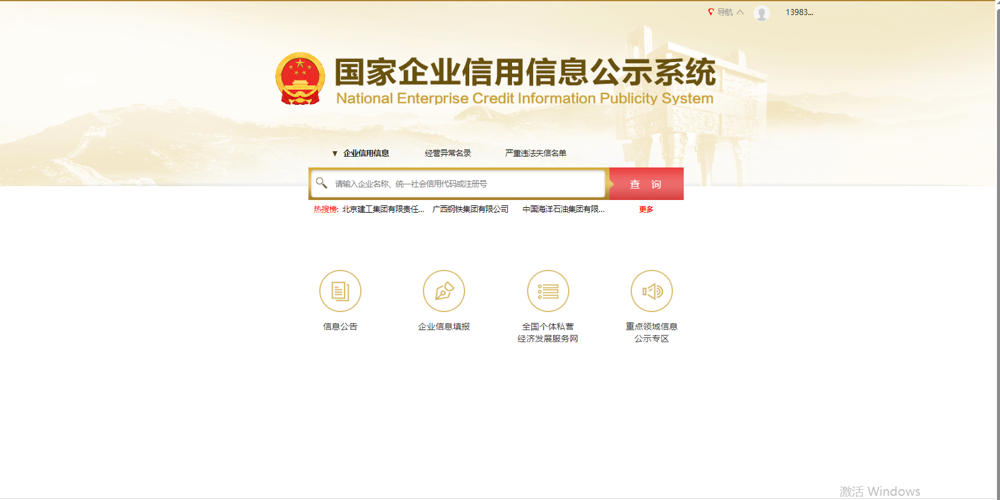 导航
13983...
国家企业信用信息公示系统
National Enterprise Credit Information Publicity System
企业信用信息 经营异常名录 严重违法失信名单
请输入企业名称、统一社会信用代码或注册号 查 询
热搜榜: 北京建工集团有限责任... 广西钢铁集团有限公司 中国海洋石油集团有限... 更多
信息公告 企业信息填报 全国个体私营 重点领域信息
经济发展服务网 公示专区
激活 Windows